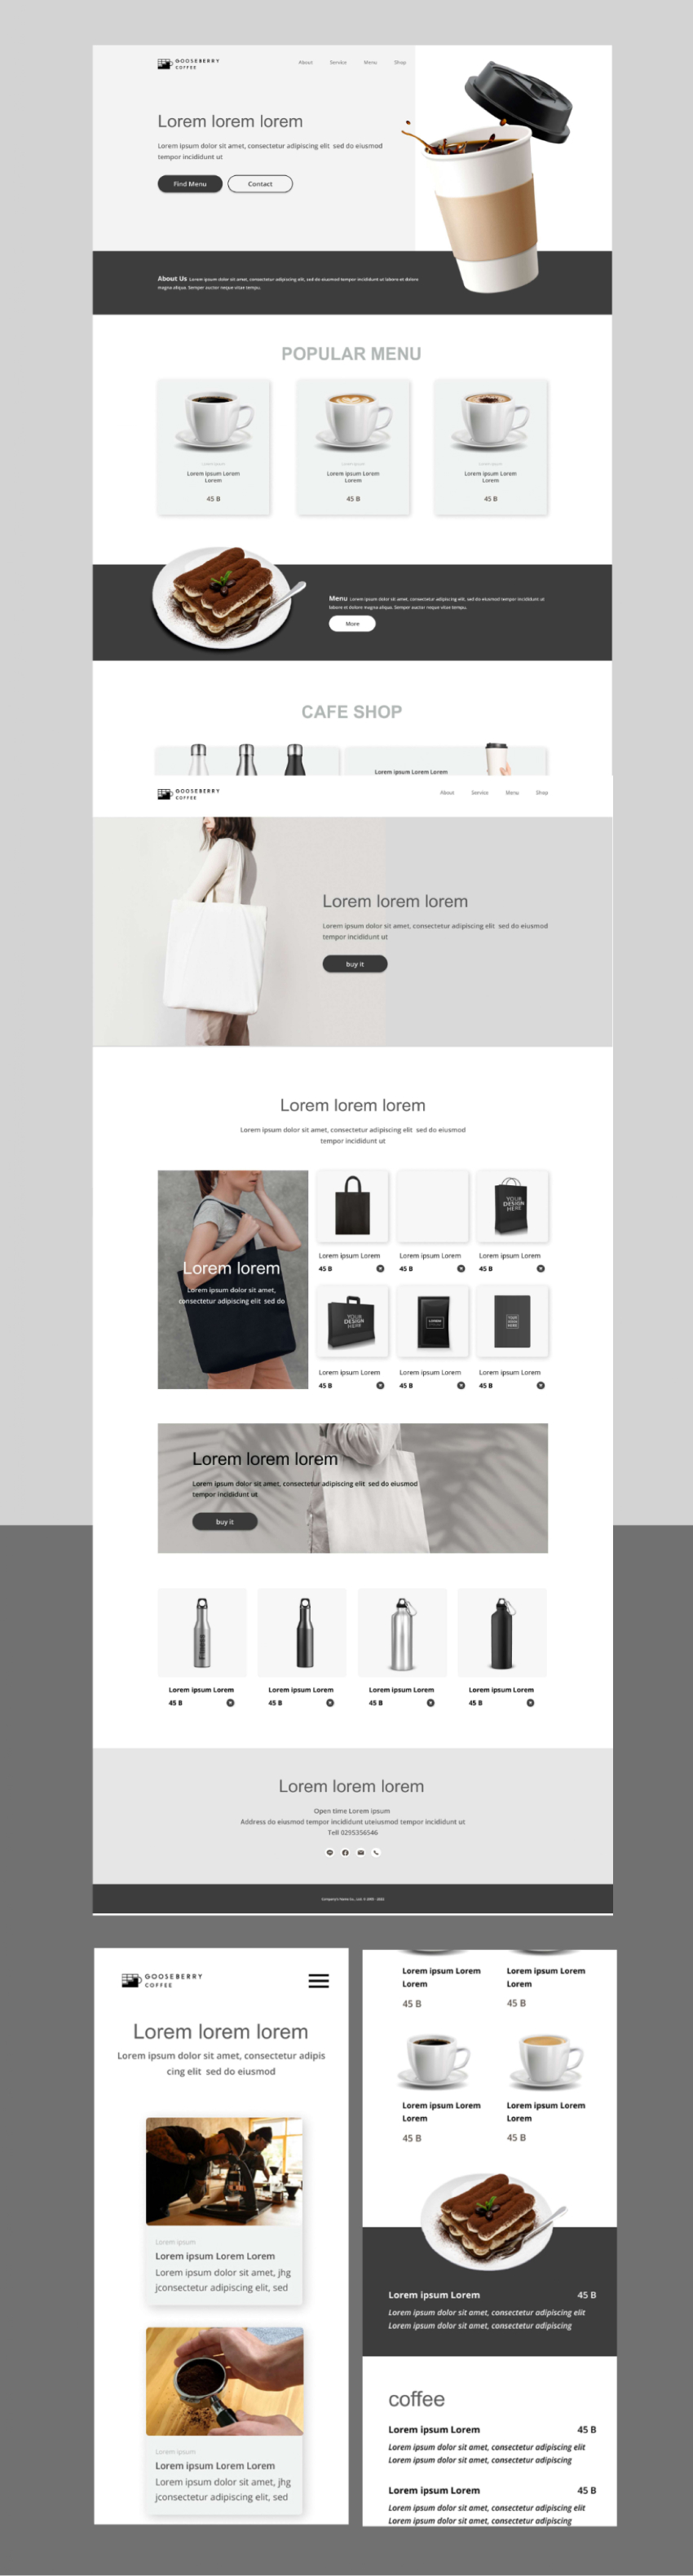 GOOSEBERRY
COFFEE
About Service Menu Shop
Lorem lorem lorem
Lorem ipsum dolor sit amet, consectetur adipiscing elit sed do eiusmod
tempor incididunt ut
Find Menu Contact
About Us Lorem ipsum dolor sit amet, consectetur adipiscing elit, sed do eiusmod tempor incididunt ut labore et dolore
magna aliqua. Semper auctor neque vitae tempu.
POPULAR MENU
Lorem ipsum Lorem
Lorem
45 B
Lorem ipsum Lorem
Lorem
45 B
Lorem ipsum Lorem
Lorem
45 B
Menu Lorem ipsum dolor sit amet, consectetur adipiscing elit, sed do eiusmod tempor incididunt ut
labore et dolore magna aliqua. Semper auctor neque vitae tempu.
More
CAFE SHOP
Lorem ipsum Lorem Lorem
GOOSEBERRY
COFFEE
About Service Menu Shop
Lorem lorem lorem
Lorem ipsum dolor sit amet, consectetur adipiscing elit sed do eiusmod
tempor incididunt ut
buy it
Lorem lorem lorem
Lorem ipsum dolor sit amet, consectetur adipiscing elit sed do eiusmod
tempor incididunt ut
Lorem lorem
Lorem ipsum dolor sit amet,
consectetur adipiscing elit sed do
YOUR
DESIGN
HERE
Lorem ipsum Lorem
45 B
Lorem ipsum Lorem
45 B
Lorem ipsum Lorem
45 B
YOUR
DESIGN
HERE
Lorem ipsum Lorem
45 B
Lorem ipsum Lorem
45 B
Lorem ipsum Lorem
45 B
Lorem lorem lorem
Lorem ipsum dolor sit amet, consectetur adipiscing elit sed do eiusmod
tempor incididunt ut
buy it
Lorem ipsum Lorem
45 B
Lorem ipsum Lorem
45 B
Lorem ipsum Lorem
45 B
Lorem ipsum Lorem
45 B
Lorem lorem lorem
Open time Lorem ipsum
Address do eiusmod tempor incididunt uteiusmod tempor incididunt ut
Tell 0295356546
GOOSEBERRY
COFFEE
Lorem lorem lorem
Lorem ipsum dolor sit amet, consectetur adipis
cing elit sed do eiusmod
Lorem ipsum
Lorem ipsum Lorem Lorem
Lorem ipsum dolor sit amet, jhg
jconsectetur adipiscing elit, sed
Lorem ipsum
Lorem ipsum Lorem Lorem
Lorem ipsum dolor sit amet, jhg
jconsectetur adipiscing elit, sed
Lorem ipsum Lorem
Lorem
45 B
Lorem ipsum Lorem
Lorem
45 B
Lorem ipsum Lorem
Lorem
45 B
Lorem ipsum Lorem
Lorem
45 B
Lorem ipsum Lorem 45 B
Lorem ipsum dolor sit amet, consectetur adipiscing elit
Lorem ipsum dolor sit amet, consectetur adipiscing
coffee
Lorem ipsum Lorem 45 B
Lorem ipsum dolor sit amet, consectetur adipiscing elit
Lorem ipsum dolor sit amet, consectetur adipiscing
Lorem ipsum Lorem 45 B
Lorem ipsum dolor sit amet, consectetur adipiscing elit
Lorem ipsum dolor sit amet, consectetur adipiscing